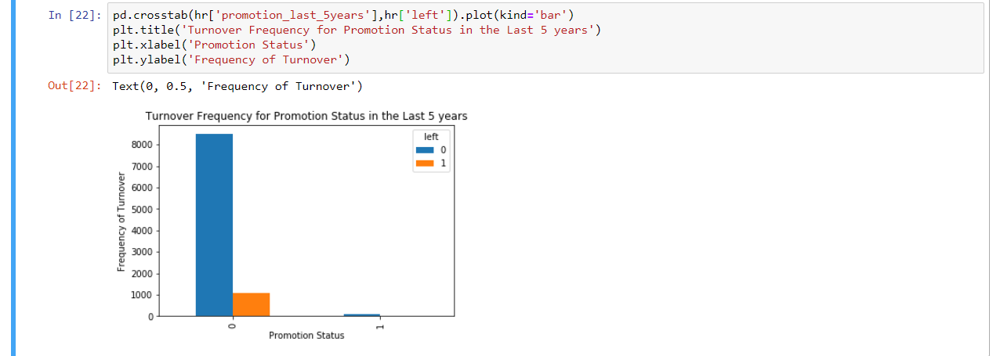 In [22]: pd.crosstab(hr['promotion_last_5years'],hr['left']).plot(kind='bar')
plt.title('Turnover Frequency for Promotion Status in the Last 5 years')
plt.xlabel('Promotion Status')
plt.ylabel('Frequency of Turnover')
Out[22]: Text(0, 0.5, 'Frequency of Turnover')
Turnover Frequency for Promotion Status in the Last 5 years
left
0
1
8000
7000
6000
5000
4000
3000
2000
1000
0
Frequency of Turnover
0
1
Promotion Status